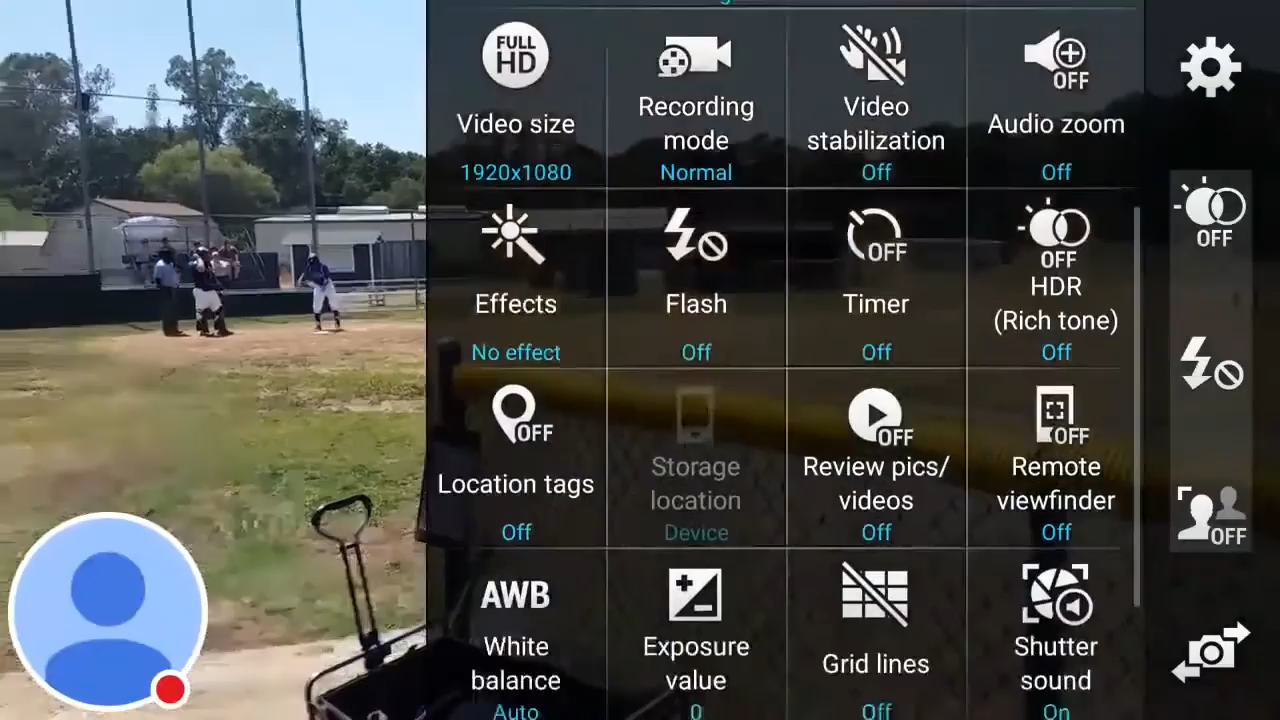 FULL
HD
Video size
1920x1080
Recording
mode
Normal
Video
stabilization
Off
OFF
Audio zoom
Off
Effects
No effect
Flash
Off
OFF
Timer
Off
OFF
HDR
(Rich tone)
Off
OFF
OFF
Location tags
Off
Storage
location
Device
OFF
Review pics/
videos
Off
OFF
Remote
viewfinder
Off
OFF
AWB
White
balance
Auto
Exposure
value
0
Grid lines
Off
Shutter
sound
On